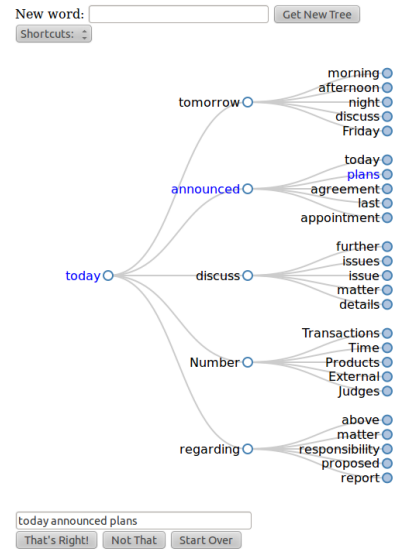 New word: Get New Tree
Shortcuts:
morning
afternoon
tomorrow night
discuss
Friday
today
plans
announced agreement
last
appointment
further
issues
today discuss issue
matter
details
Transactions
Time
Number Products
External
Judges
above
matter
regarding responsibility
proposed
report
today announced plans
That's Right! Not That Start Over